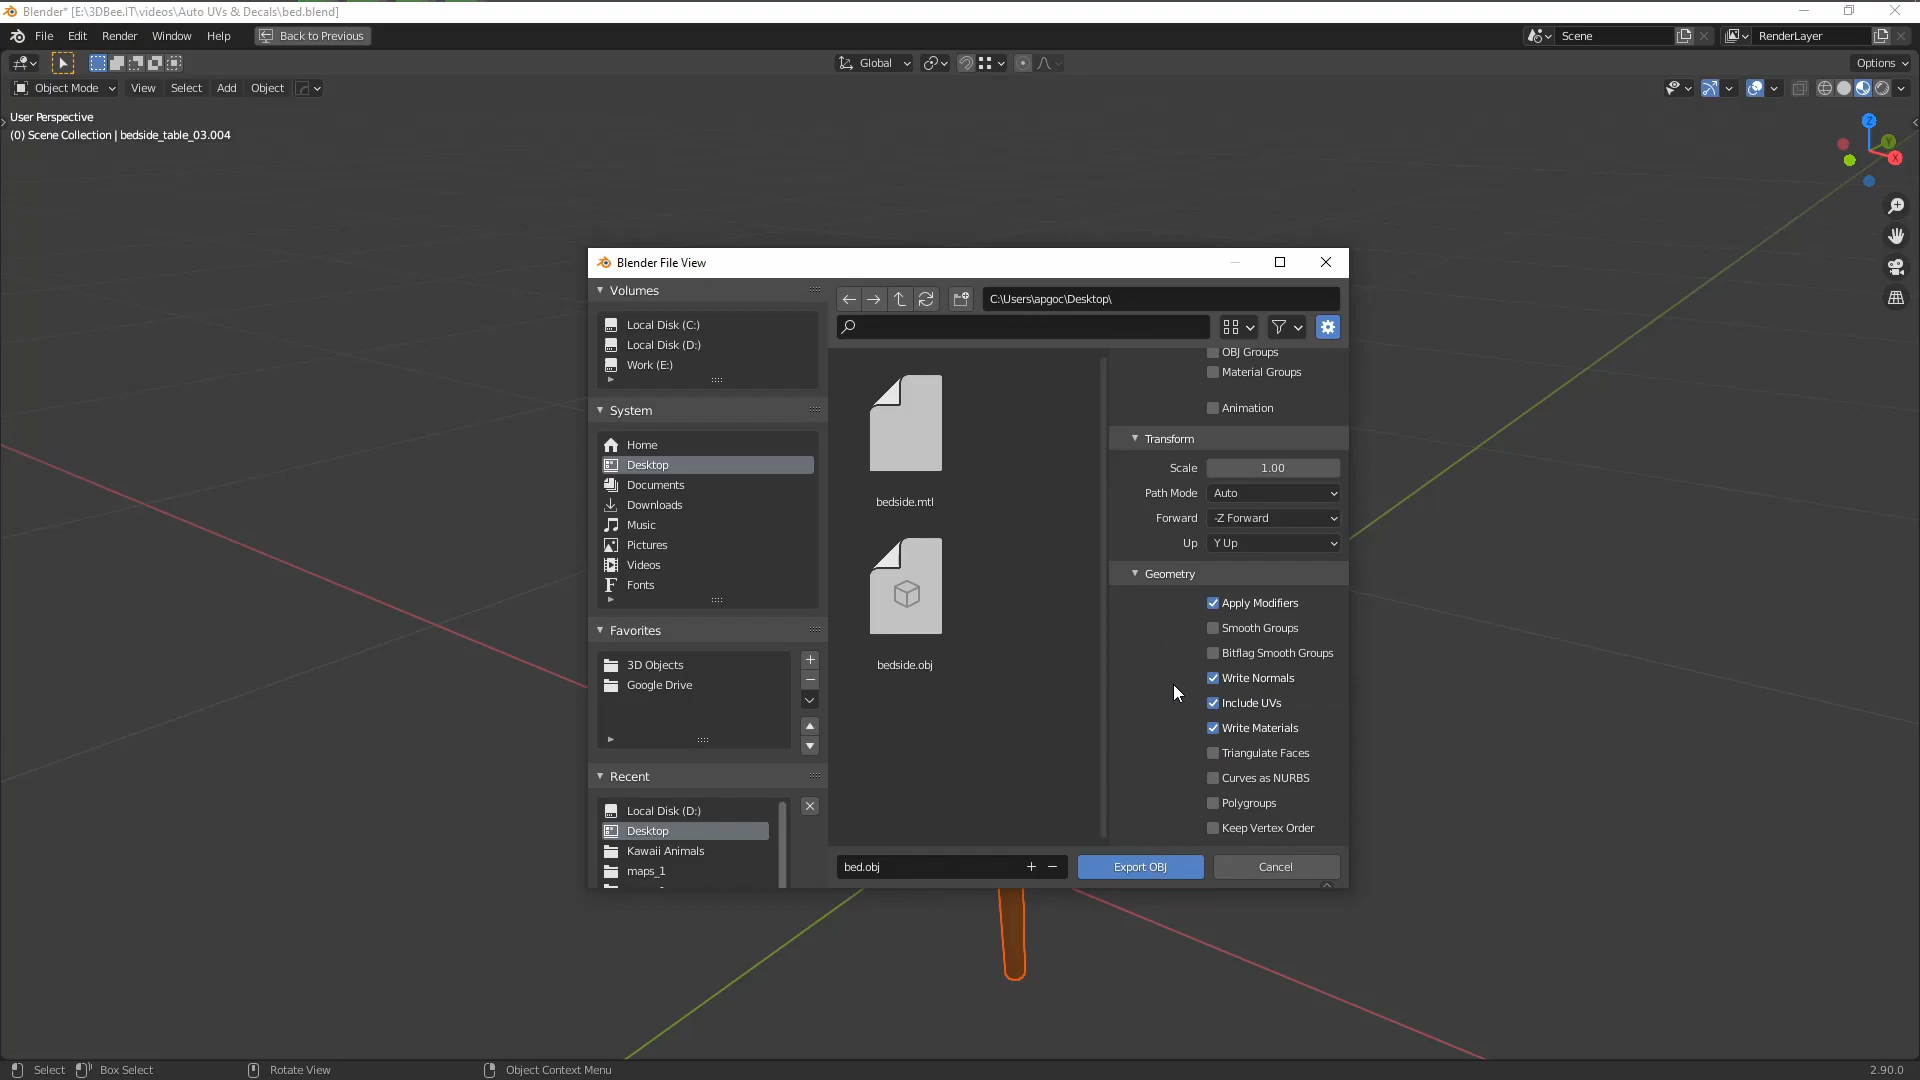 Blender* [E:\3DBee.IT\videos\Auto UVs & Decals\bed.blend]
File Edit Render Window Help Back to Previous Scene RenderLayer
Global Options
Object Mode View Select Add Object
User Perspective
(0) Scene Collection | bedside_table_03.004
Z
Y
X
Blender File View
Volumes
Local Disk (C:)
Local Disk (D:)
Work (E:)
System
Home
Desktop
Documents
Downloads
Music
Pictures
Videos
Fonts
Favorites
3D Objects
Google Drive
Recent
Local Disk (D:)
Desktop
Kawaii Animals
maps_1
C:\Users\apgoc\Desktop\
bedside.mtl
bedside.obj
OBJ Groups
Material Groups
Animation
Transform
Scale 1.00
Path Mode Auto
Forward -Z Forward
Up Y Up
Geometry
Apply Modifiers
Smooth Groups
Bitflag Smooth Groups
Write Normals
Include UVs
Write Materials
Triangulate Faces
Curves as NURBS
Polygroups
Keep Vertex Order
bed.obj Export OBJ Cancel
Select Box Select Rotate View Object Context Menu 2.90.0